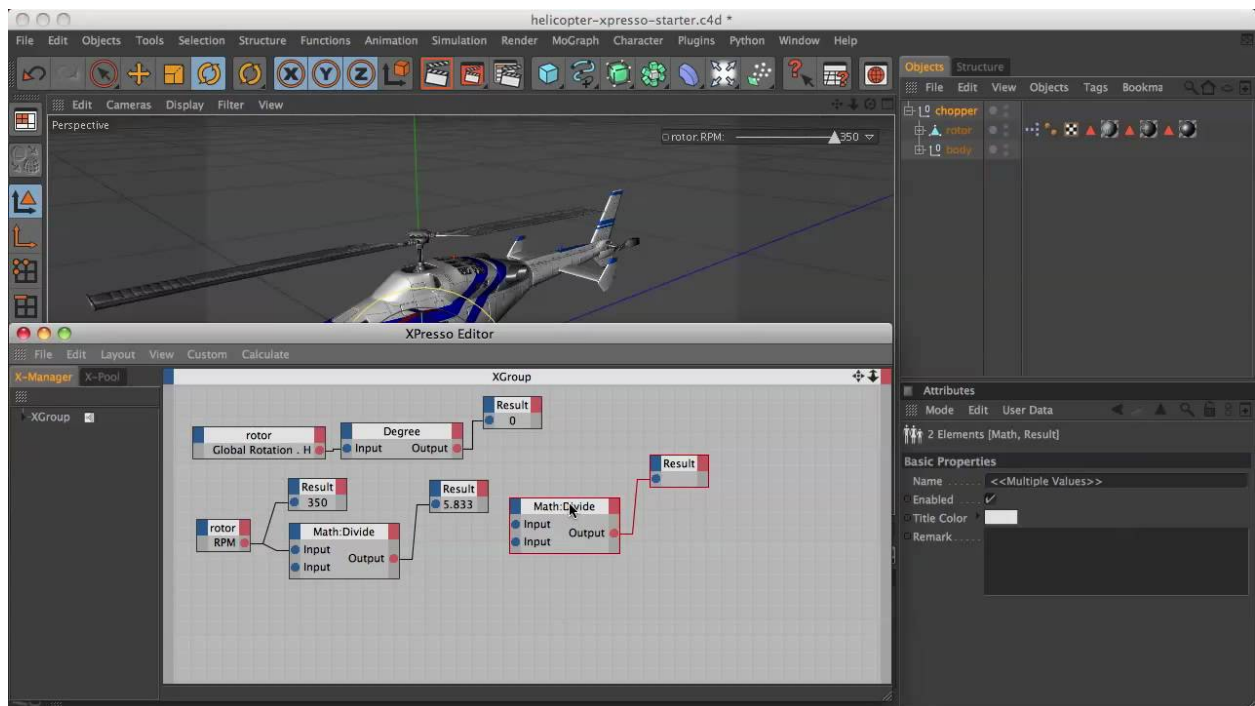 helicopter-xpresso-starter.c4d *
File Edit Objects Tools Selection Structure Functions Animation Simulation Render MoGraph Character Plugins Python Window Help
Edit Cameras Display Filter View
Perspective
rotor.RPM: 350
Objects Structure
File Edit View Objects Tags Bookma
chopper
rotor
body
XPresso Editor
File Edit Layout View Custom Calculate
X-Manager X-Pool
XGroup
XGroup
Result
0
rotor
Global Rotation . H
Degree
Input Output
Result
350
Result
5.833
rotor
RPM
Math:Divide
Input
Output
Input
Result
Math:Divide
Input
Output
Input
Attributes
Mode Edit User Data
2 Elements [Math, Result]
Basic Properties
Name ...... <<Multiple Values>>
Enabled ....
Title Color
Remark.....